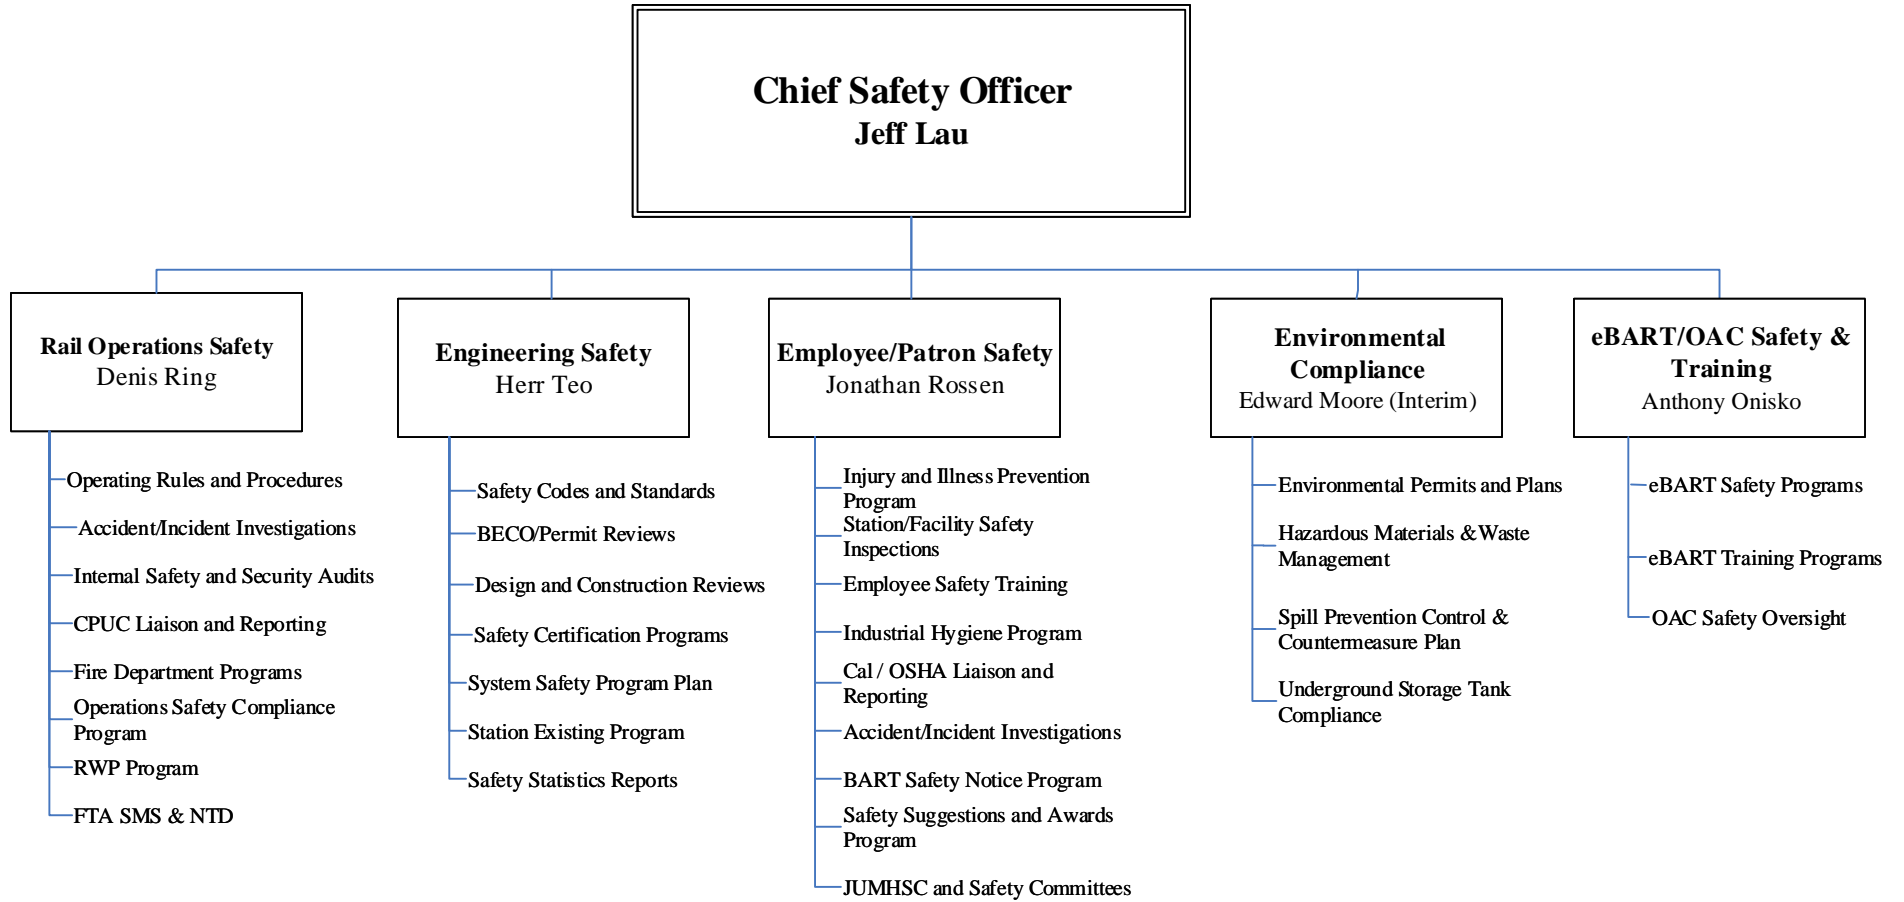 Chief Safety Officer
Jeff Lau
Rail Operations Safety
Denis Ring
Operating Rules and Procedures
Accident/Incident Investigations
Internal Safety and Security Audits
CPUC Liaison and Reporting
Fire Department Programs
Operations Safety Compliance
Program
RWP Program
FTA SMS & NTD
Engineering Safety
Herr Teo
Safety Codes and Standards
BECO/Permit Reviews
Design and Construction Reviews
Safety Certification Programs
System Safety Program Plan
Station Existing Program
Safety Statistics Reports
Employee/Patron Safety
Jonathan Rossen
Injury and Illness Prevention
Program
Station/Facility Safety
Inspections
Employee Safety Training
Industrial Hygiene Program
Cal / OSHA Liaison and
Reporting
Accident/Incident Investigations
BART Safety Notice Program
Safety Suggestions and Awards
Program
JUMHSC and Safety Committees
Environmental
Compliance
Edward Moore (Interim)
Environmental Permits and Plans
Hazardous Materials & Waste
Management
Spill Prevention Control &
Countermeasure Plan
Underground Storage Tank
Compliance
eBART/OAC Safety &
Training
Anthony Onisko
eBART Safety Programs
eBART Training Programs
OAC Safety Oversight